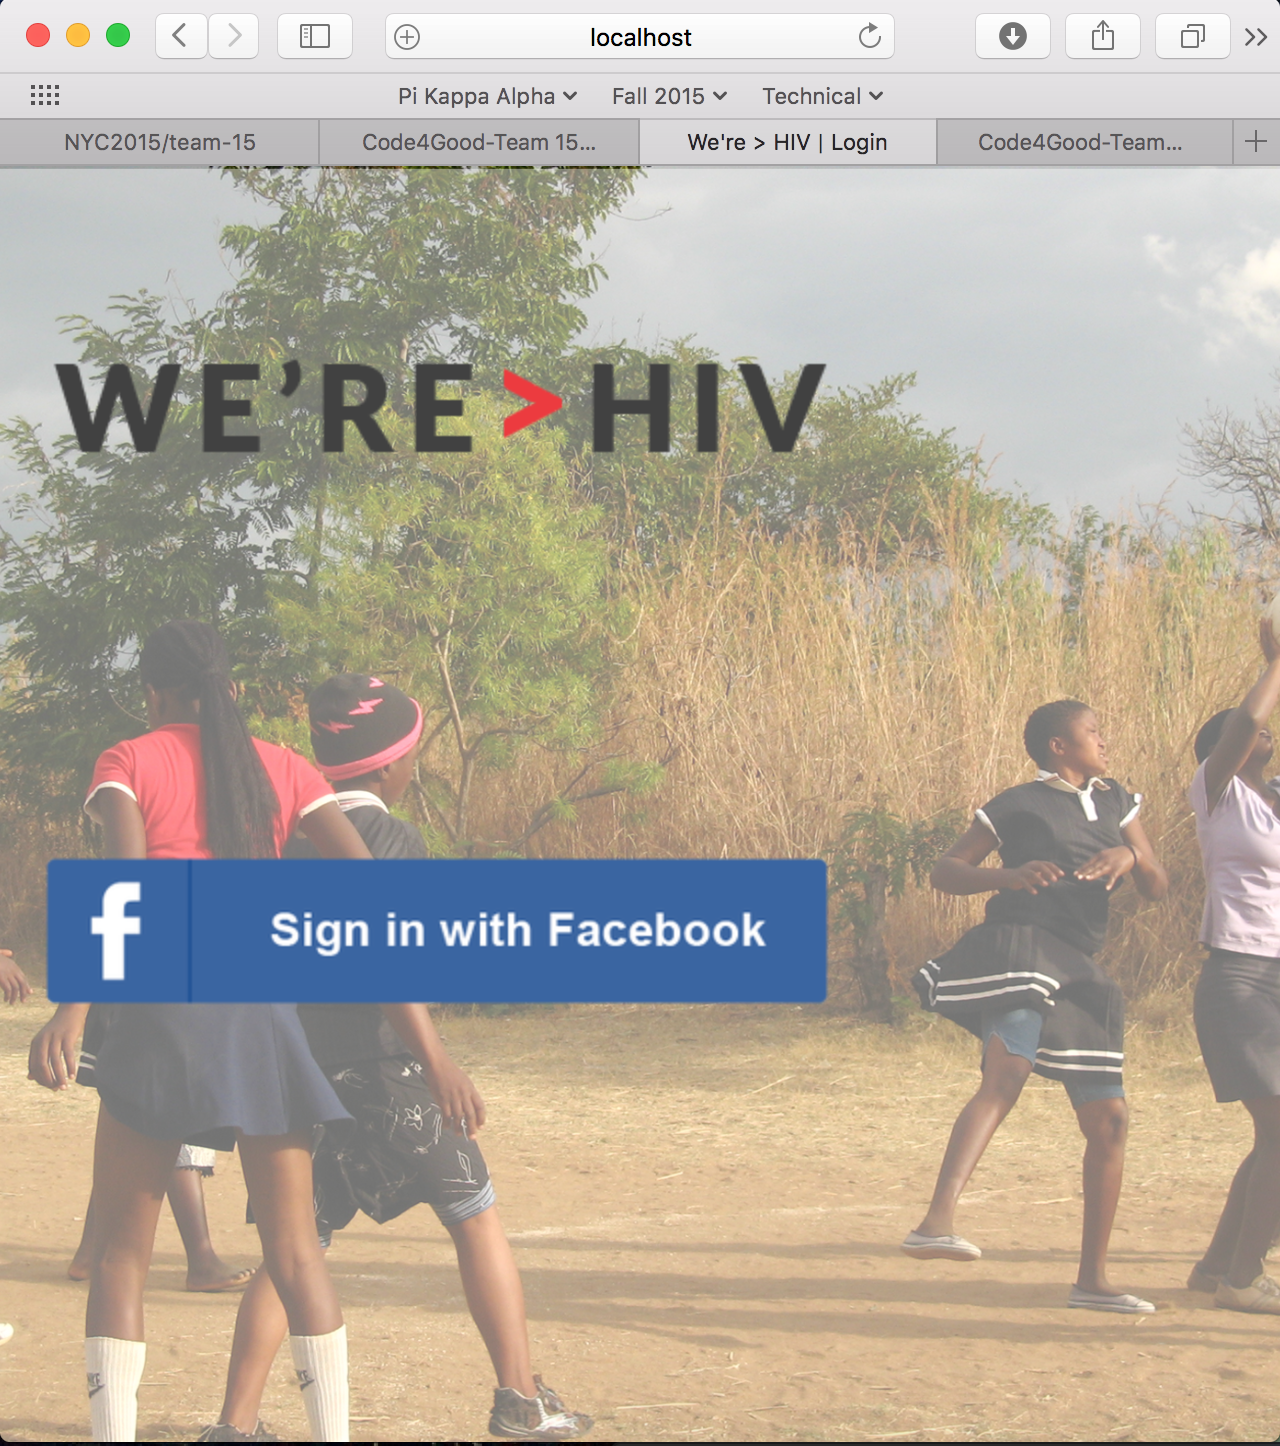 localhost
Pi Kappa Alpha Fall 2015 Technical
NYC2015/team-15 Code4Good-Team 15... We're > HIV | Login Code4Good-Team...
WE’RE > HIV
f Sign in with Facebook